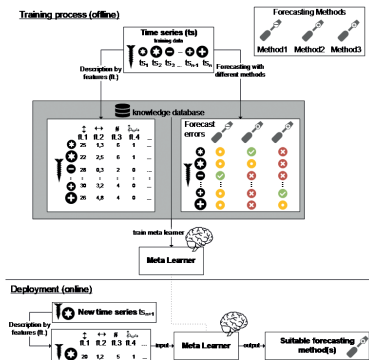 Training process (offline)
Forecasting Methods
Method1 Method2 Method3
Time series (ts)
training data
ts1 ts2 ts3 ... tsn-1 tsn
Description by
features (ft.)
Forecasting with
different methods
knowledge database
ft.1 ft.2 ft.3 ft.4 ...
25 1,3 6 1 ...
22 2,5 6 1 ...
28 0,3 2 0 ...
30 3,2 4 0 ...
26 4,8 4 0 ...
Forecast
errors
train meta learner
Meta Learner
Deployment (online)
New time series tsn+1
Description by
features (ft.)
ft.1 ft.2 ft.3 ft.4 ...
20 1,2 5 1 ...
input
Meta Learner
output
Suitable forecasting
method(s)